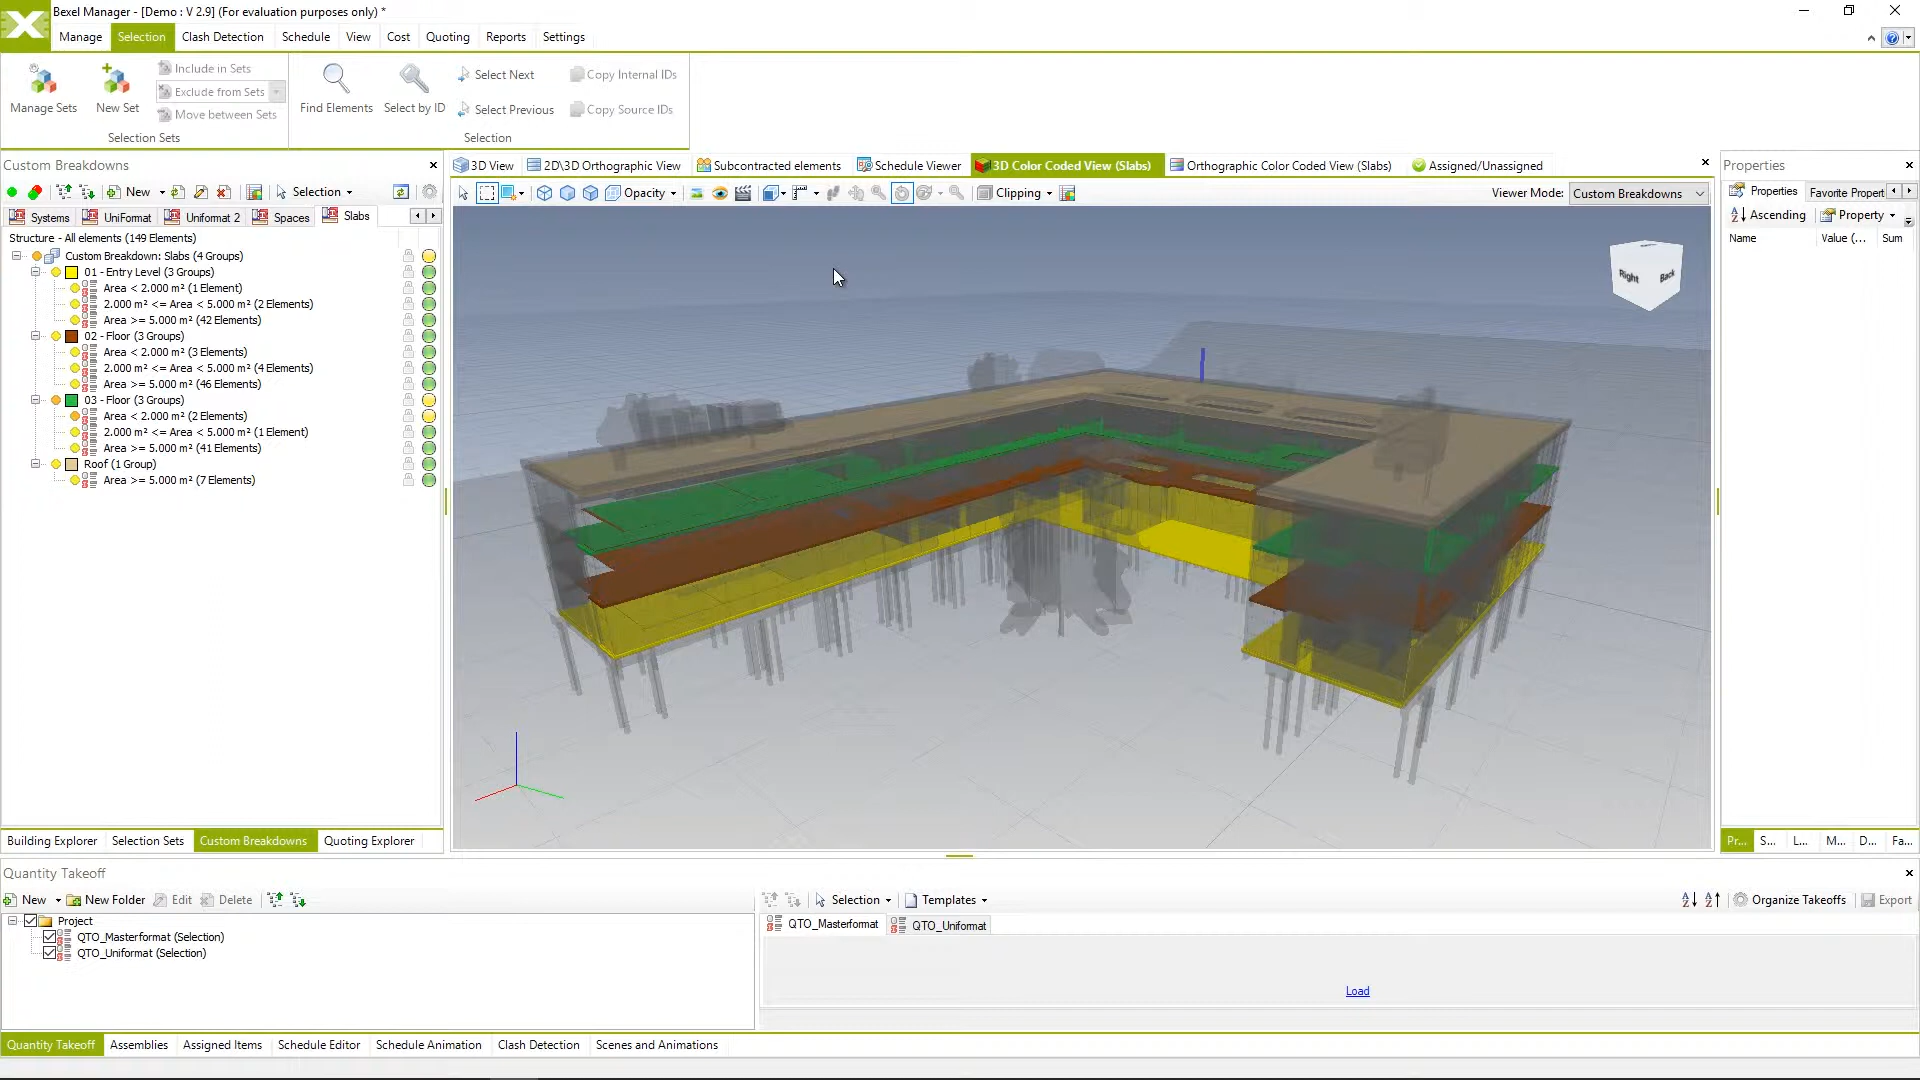 Bexel Manager - [Demo : V 2.9] (For evaluation purposes only) *
Manage Selection Clash Detection Schedule View Cost Quoting Reports Settings
Manage Sets New Set Include in Sets Exclude from Sets Move between Sets
Selection Sets
Find Elements Select by ID Select Next Select Previous Copy Internal IDs Copy Source IDs
Selection
Custom Breakdowns
New Selection
Systems UniFormat Uniformat 2 Spaces Slabs
Structure - All elements (149 Elements)
Custom Breakdown: Slabs (4 Groups)
01 - Entry Level (3 Groups)
Area < 2.000 m² (1 Element)
2.000 m² <= Area < 5.000 m² (2 Elements)
Area >= 5.000 m² (42 Elements)
02 - Floor (3 Groups)
Area < 2.000 m² (3 Elements)
2.000 m² <= Area < 5.000 m² (4 Elements)
Area >= 5.000 m² (46 Elements)
03 - Floor (3 Groups)
Area < 2.000 m² (2 Elements)
2.000 m² <= Area < 5.000 m² (1 Element)
Area >= 5.000 m² (41 Elements)
Roof (1 Group)
Area >= 5.000 m² (7 Elements)
Building Explorer Selection Sets Custom Breakdowns Quoting Explorer
3D View 2D\3D Orthographic View Subcontracted elements Schedule Viewer 3D Color Coded View (Slabs) Orthographic Color Coded View (Slabs) Assigned/Unassigned
Opacity Clipping Viewer Mode: Custom Breakdowns
Right Back
Properties
Properties Favorite Propert
Ascending Property
Name Value (... Sum
Pr... S... L... M... D... Fa...
Quantity Takeoff
New New Folder Edit Delete
Project
QTO_Masterformat (Selection)
QTO_Uniformat (Selection)
Selection Templates Organize Takeoffs Export
QTO_Masterformat QTO_Uniformat
Load
Quantity Takeoff Assemblies Assigned Items Schedule Editor Schedule Animation Clash Detection Scenes and Animations